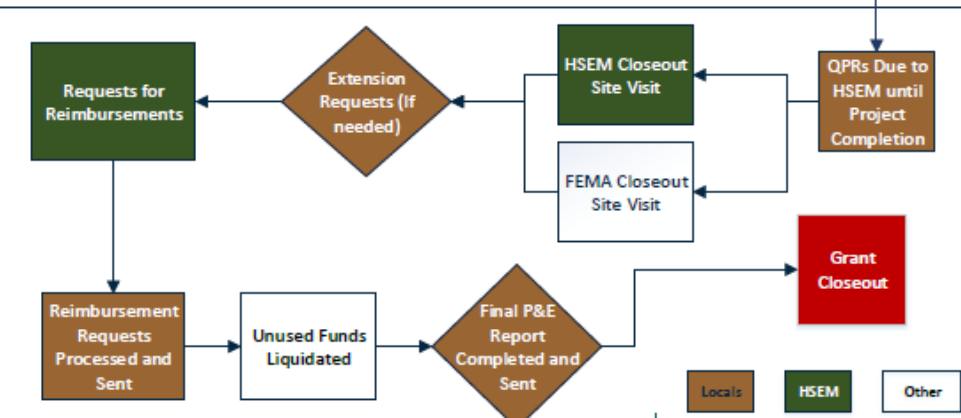 Requests for
Reimbursements
Extension
Requests (If
needed)
HSEM Closeout
Site Visit
QPRs Due to
HSEM until
Project
Completion
FEMA Closeout
Site Visit
Grant
Closeout
Reimbursement
Requests
Processed and
Sent
Unused Funds
Liquidated
Final P&E
Report
Completed and
Sent
Locals
HSEM
Other